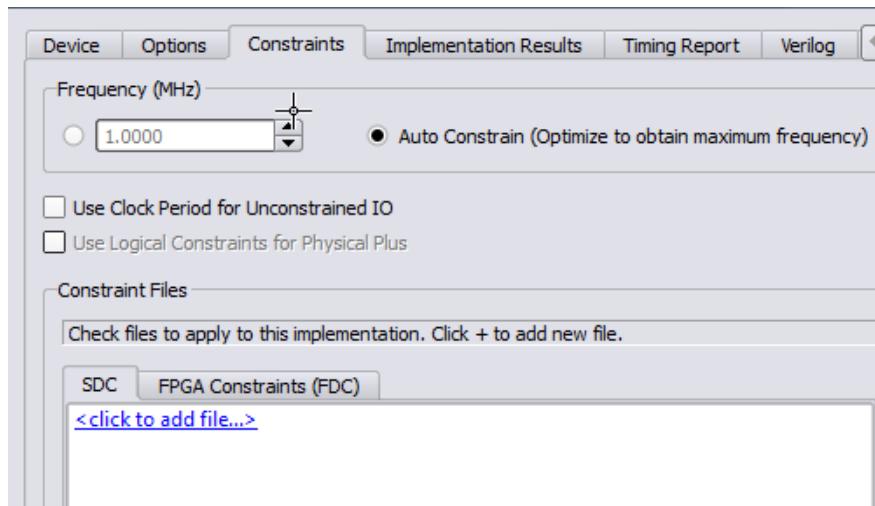 Device Options Constraints Implementation Results Timing Report Verilog
Frequency (MHz)
1.0000 Auto Constrain (Optimize to obtain maximum frequency)
Use Clock Period for Unconstrained IO
Use Logical Constraints for Physical Plus
Constraint Files
Check files to apply to this implementation. Click + to add new file.
SDC FPGA Constraints (FDC)
<click to add file...>